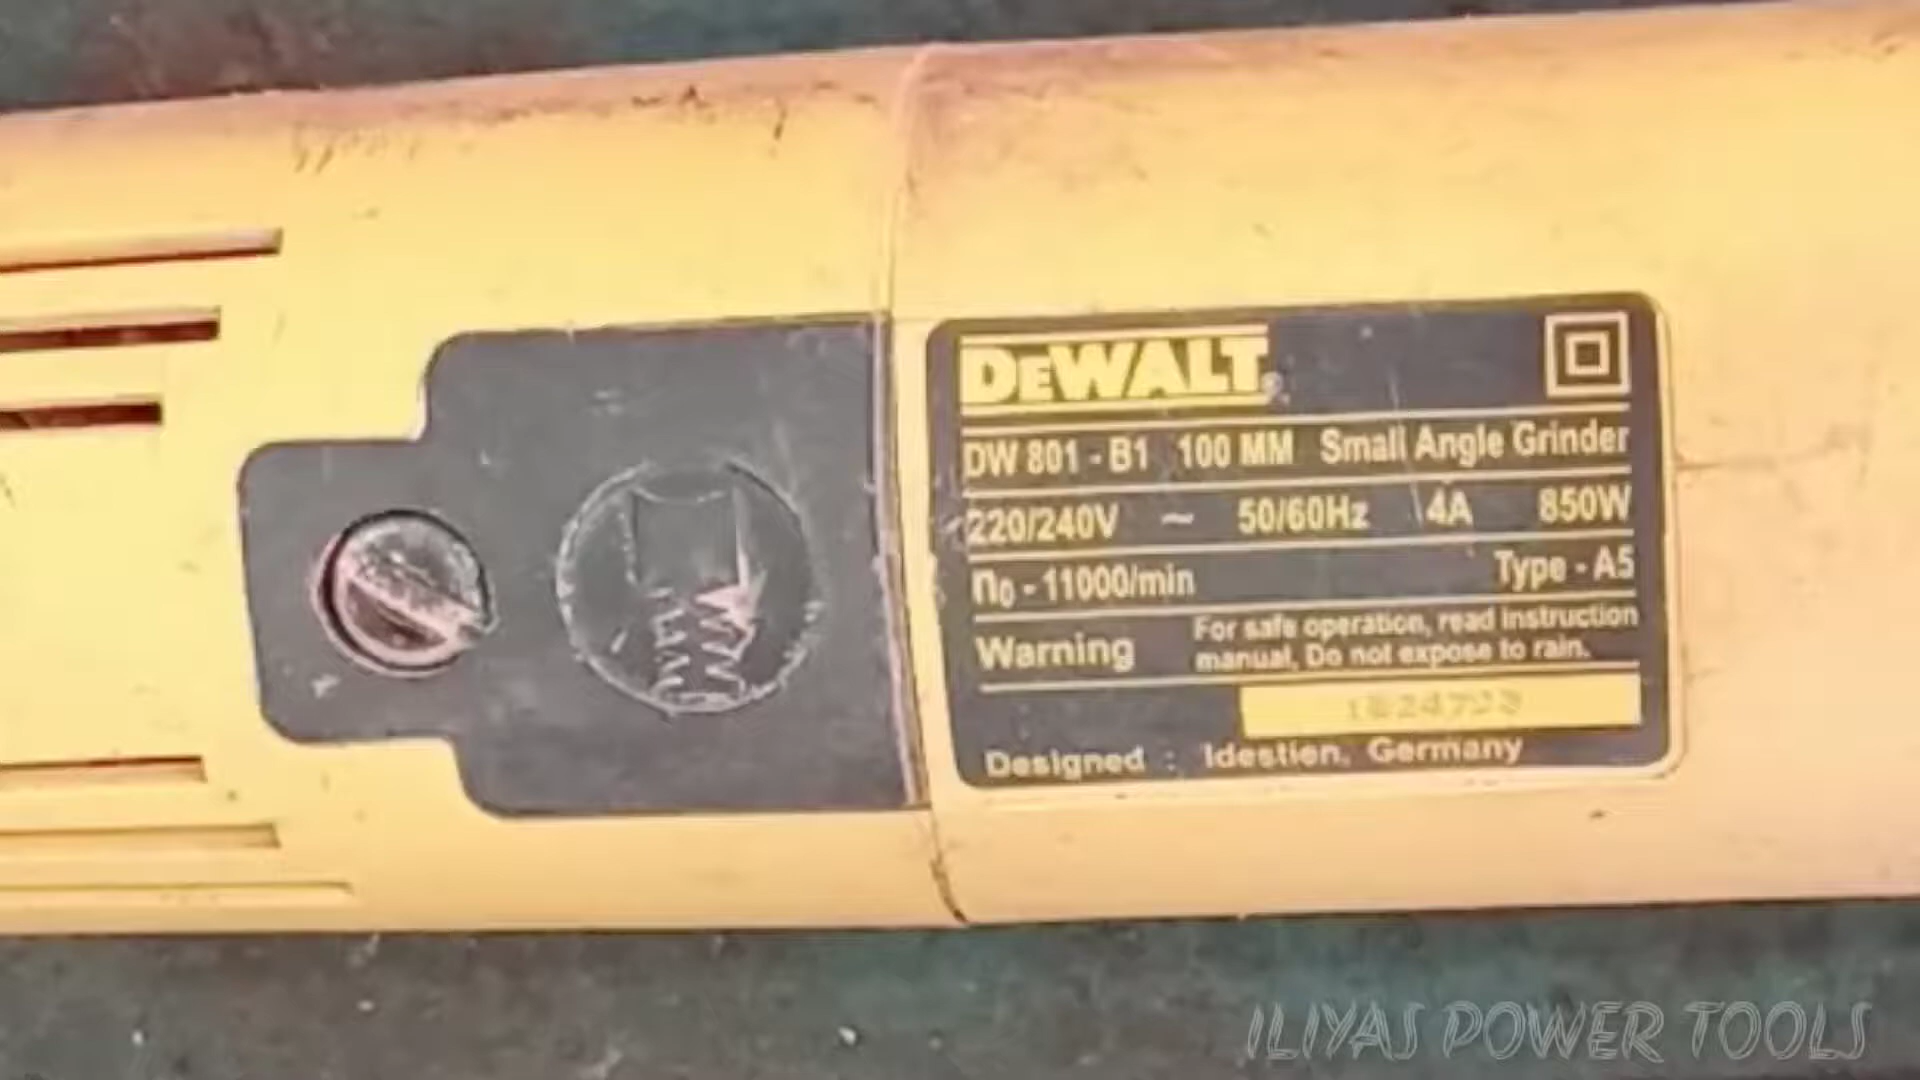 DEWALT
DW 801 - B1 100 MM Small Angle Grinder
220/240V ~ 50/60Hz 4A 850W
n0 - 11000/min Type - A5
Warning For safe operation, read instruction
manual, Do not expose to rain.
Designed : Idestien, Germany
ILIYAS POWER TOOLS